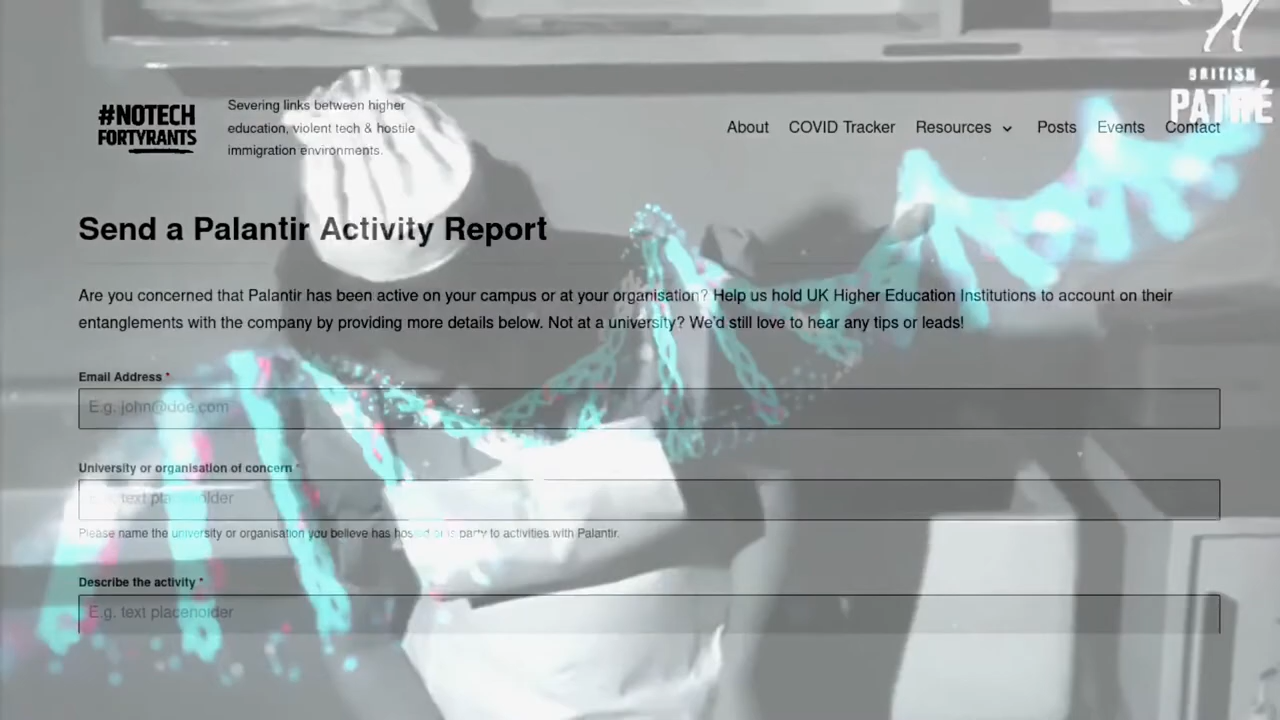 BRITISH
PATHÉ
#NOTECH
FORTYRANTS
Severing links between higher
education, violent tech & hostile
immigration environments.
About COVID Tracker Resources Posts Events Contact
Send a Palantir Activity Report
Are you concerned that Palantir has been active on your campus or at your organisation? Help us hold UK Higher Education Institutions to account on their
entanglements with the company by providing more details below. Not at a university? We'd still love to hear any tips or leads!
Email Address *
E.g. john@doe.com
University or organisation of concern *
E.g. text placeholder
Please name the university or organisation you believe has hosted or is party to activities with Palantir.
Describe the activity *
E.g. text placeholder